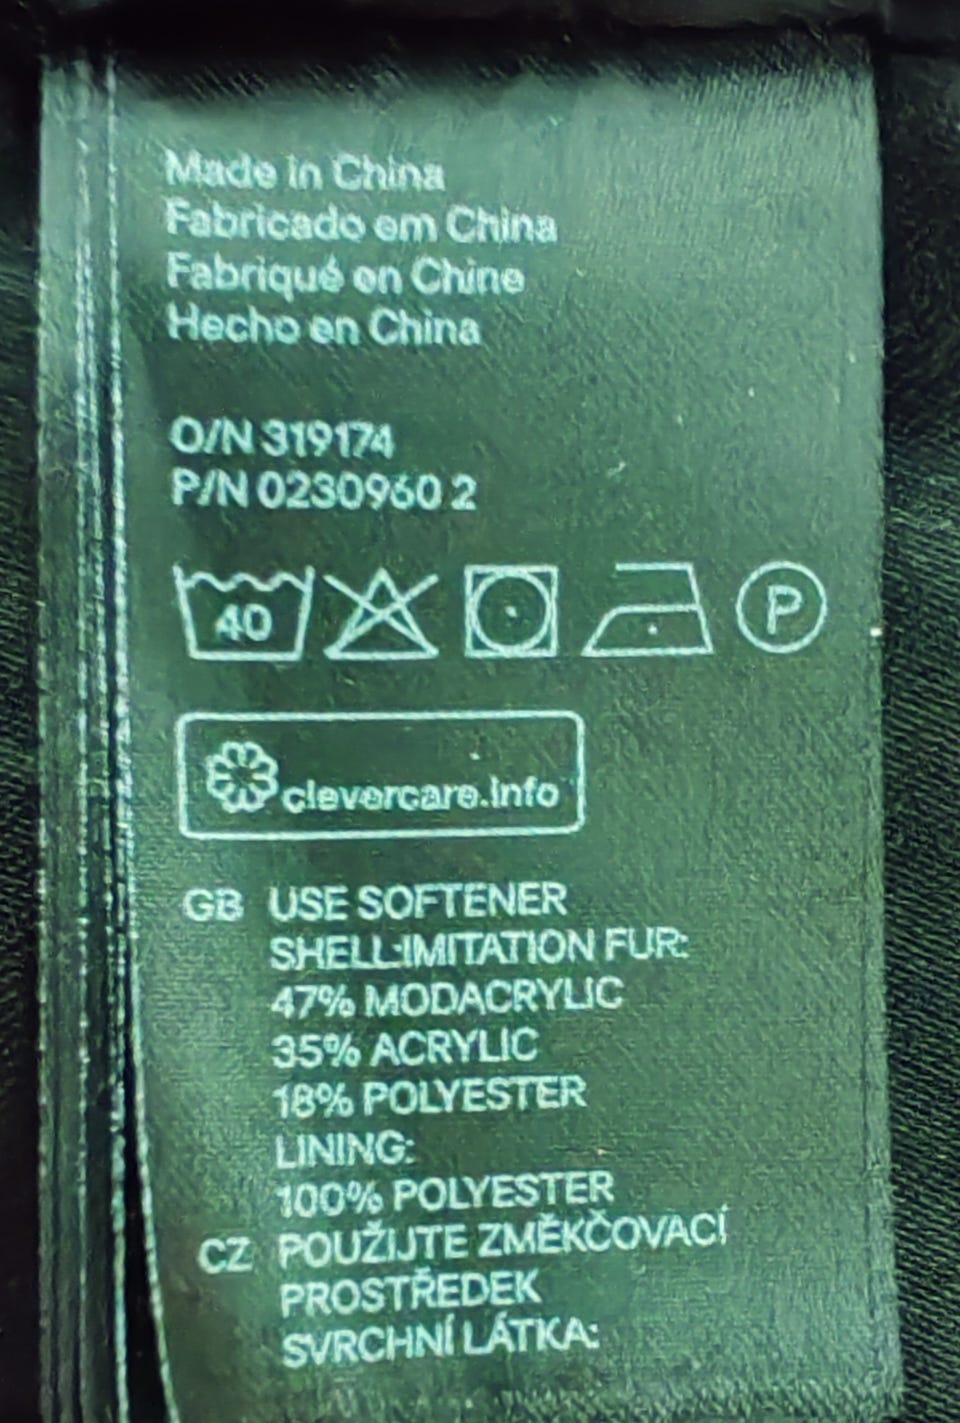 Made in China
Fabricado em China
Fabriqué en Chine
Hecho en China
O/N 319174
P/N 0230960 2
40 P
clevercare.info
GB USE SOFTENER
SHELL:IMITATION FUR:
47% MODACRYLIC
35% ACRYLIC
18% POLYESTER
LINING:
100% POLYESTER
CZ POUŽIJTE ZMĚKČOVACÍ
PROSTŘEDEK
SVRCHNÍ LÁTKA: